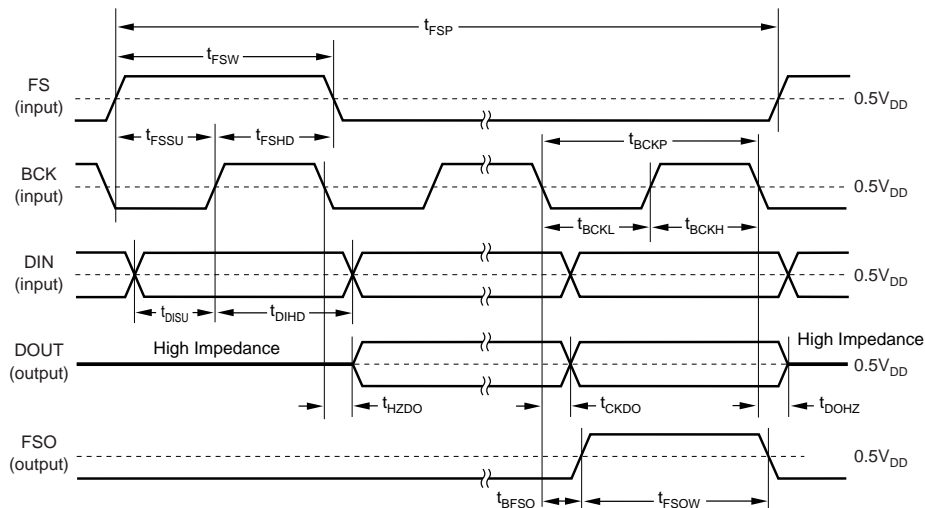 tFSP
tFSW
FS
(input)
0.5VDD
tFSSU
tFSHD
tBCKP
BCK
(input)
0.5VDD
tBCKL
tBCKH
DIN
(input)
0.5VDD
tDISU
tDIHD
DOUT
(output)
High Impedance
High Impedance
0.5VDD
tHZDO
tCKDO
tDOHZ
FSO
(output)
0.5VDD
tBFSO
tFSOW